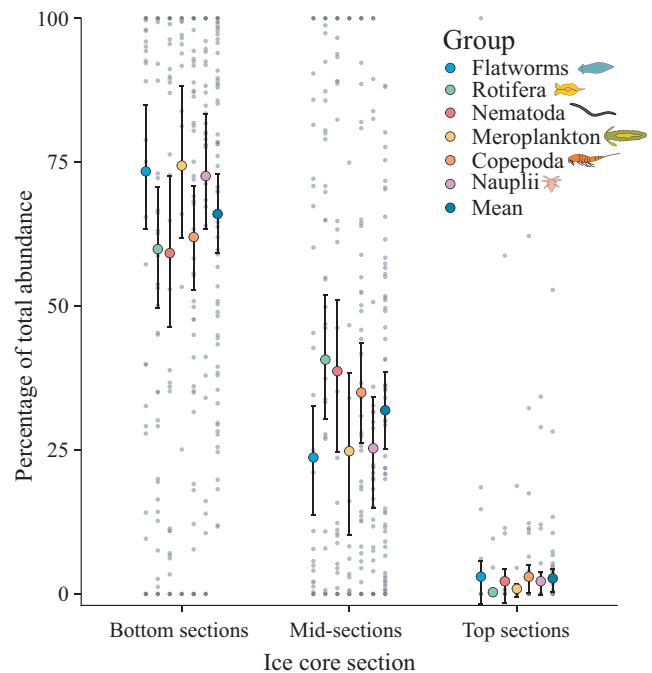 100
75
50
25
0
Percentage of total abundance
Group
Flatworms
Rotifera
Nematoda
Meroplankton
Copepoda
Nauplii
Mean
Bottom sections
Mid-sections
Top sections
Ice core section